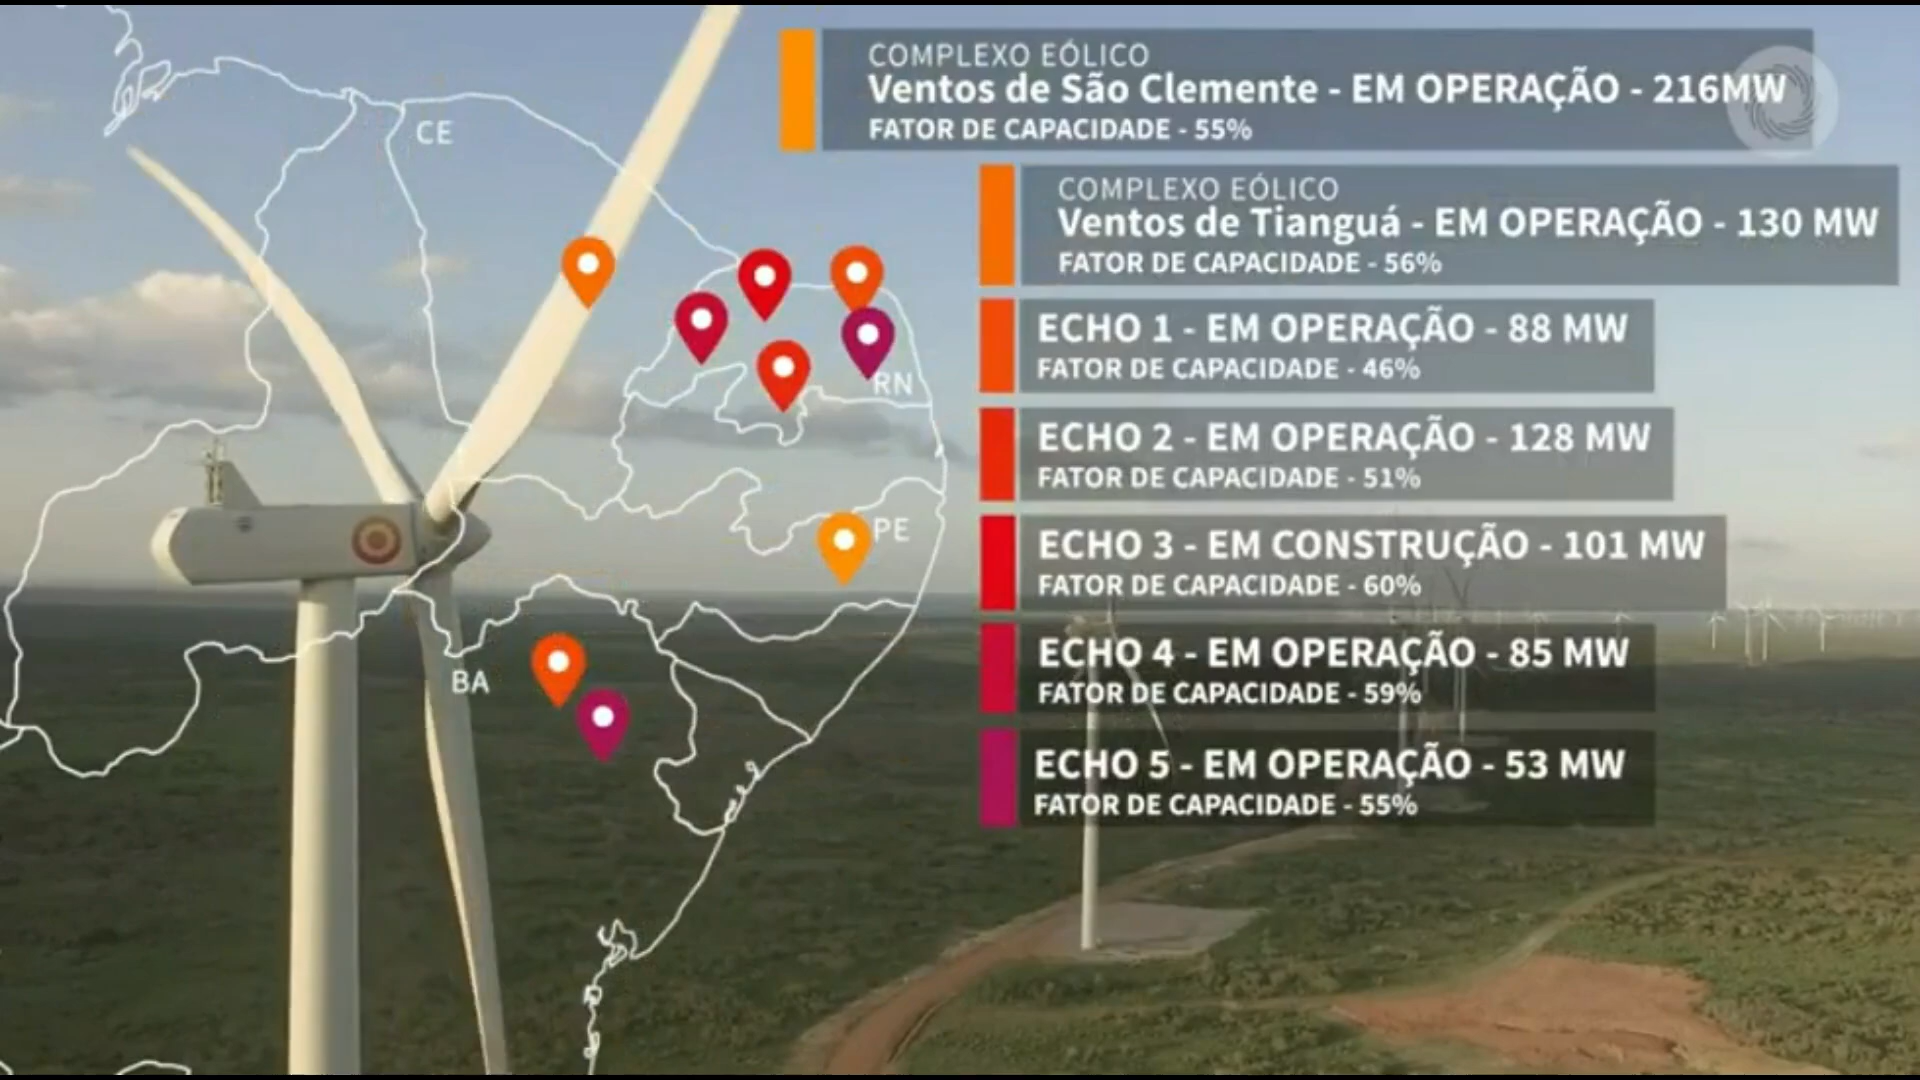 COMPLEXO EÓLICO
Ventos de São Clemente - EM OPERAÇÃO - 216MW
FATOR DE CAPACIDADE - 55%
CE
COMPLEXO EÓLICO
Ventos de Tianguá - EM OPERAÇÃO - 130 MW
FATOR DE CAPACIDADE - 56%
ECHO 1 - EM OPERAÇÃO - 88 MW
FATOR DE CAPACIDADE - 46%
RN
ECHO 2 - EM OPERAÇÃO - 128 MW
FATOR DE CAPACIDADE - 51%
PE
ECHO 3 - EM CONSTRUÇÃO - 101 MW
FATOR DE CAPACIDADE - 60%
BA
ECHO 4 - EM OPERAÇÃO - 85 MW
FATOR DE CAPACIDADE - 59%
ECHO 5 - EM OPERAÇÃO - 53 MW
FATOR DE CAPACIDADE - 55%